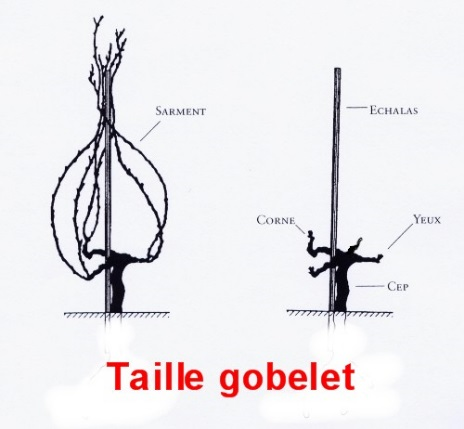 SARMENT
ECHALAS
CORNE
YEUX
CEP
Taille gobelet